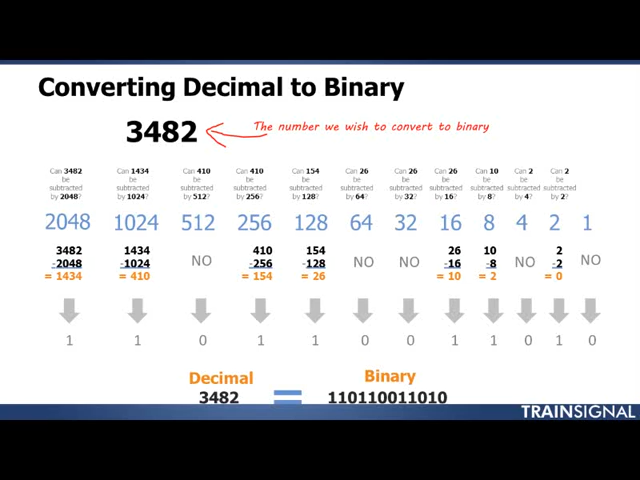 Converting Decimal to Binary
3482
The number we wish to convert to binary
Can 3482 be subtracted by 2048?
Can 1434 be subtracted by 1024?
Can 410 be subtracted by 512?
Can 410 be subtracted by 256?
Can 154 be subtracted by 128?
Can 26 be subtracted by 64?
Can 26 be subtracted by 32?
Can 26 be subtracted by 16?
Can 10 be subtracted by 8?
Can 2 be subtracted by 4?
Can 2 be subtracted by 2?
2048 1024 512 256 128 64 32 16 8 4 2 1
3482 -2048 = 1434
1434 -1024 = 410
NO
410 -256 = 154
154 -128 = 26
NO
NO
26 -16 = 10
10 -8 = 2
NO
2 -2 = 0
NO
1 1 0 1 1 0 0 1 1 0 1 0
Decimal Binary
3482 = 110110011010
TRAINSIGNAL